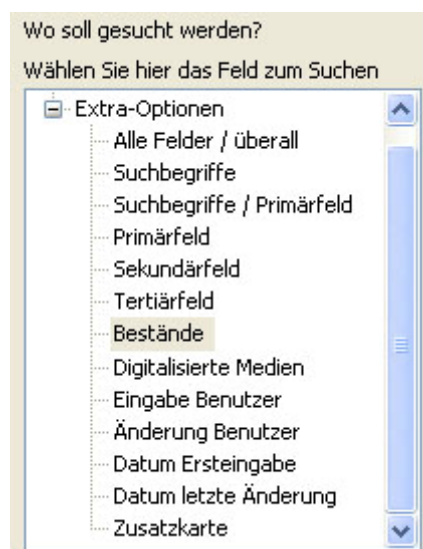 Wo soll gesucht werden?
Wählen Sie hier das Feld zum Suchen
Extra-Optionen
Alle Felder / überall
Suchbegriffe
Suchbegriffe / Primärfeld
Primärfeld
Sekundärfeld
Tertiärfeld
Bestände
Digitalisierte Medien
Eingabe Benutzer
Änderung Benutzer
Datum Ersteingabe
Datum letzte Änderung
Zusatzkarte